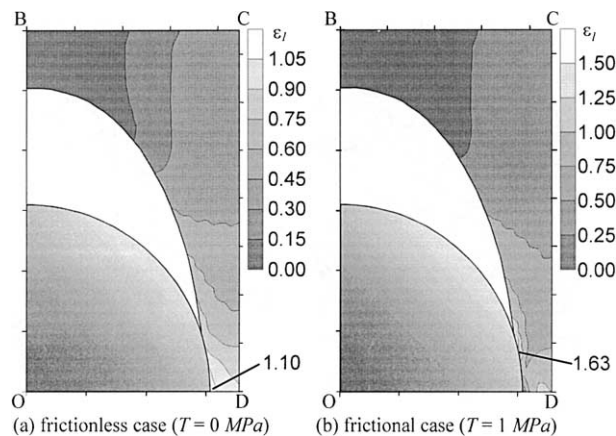 B
C
ε_I
1.05
0.90
0.75
0.60
0.45
0.30
0.15
0.00
1.10
O
D
(a) frictionless case (T = 0 MPa)
B
C
ε_I
1.50
1.25
1.00
0.75
0.50
0.25
0.00
1.63
O
D
(b) frictional case (T = 1 MPa)